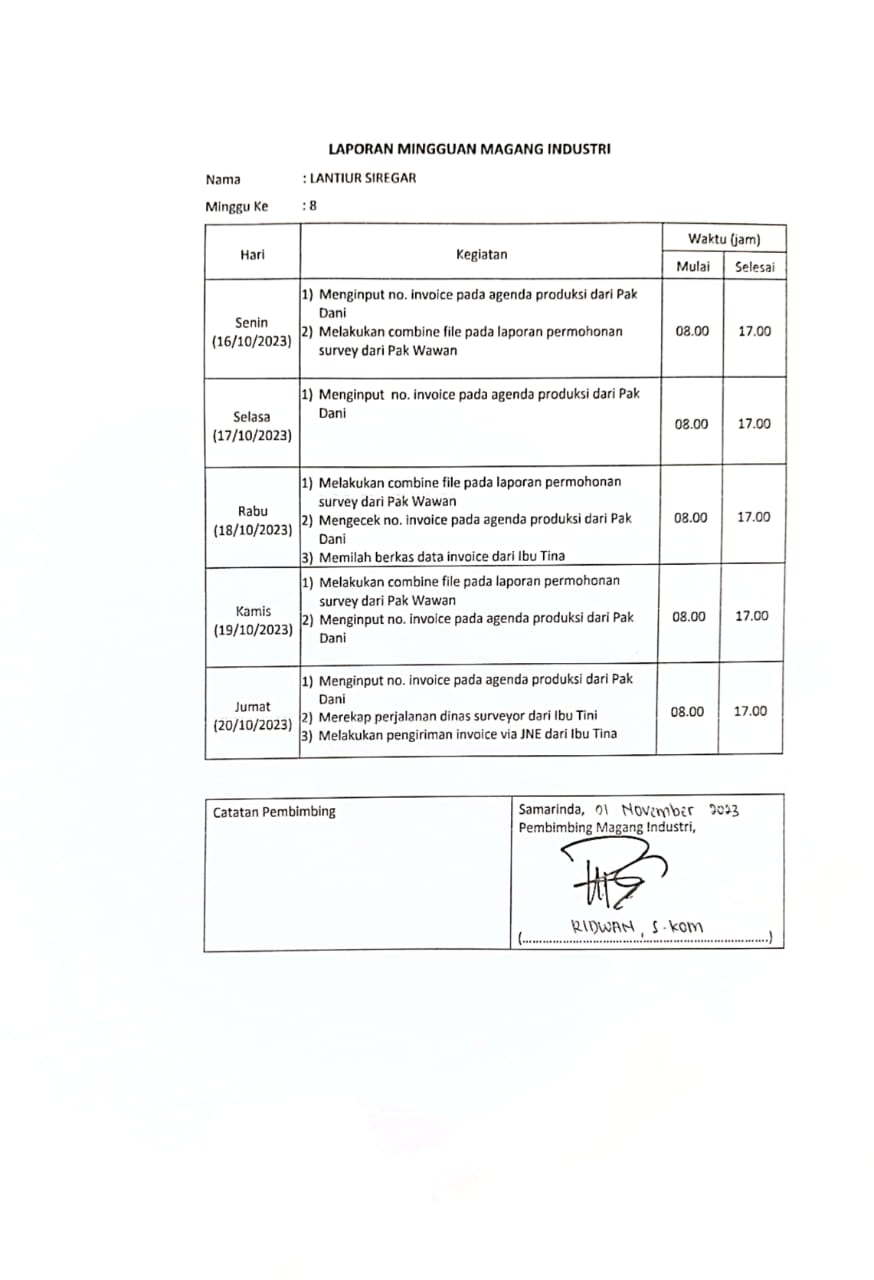 LAPORAN MINGGUAN MAGANG INDUSTRI
Nama : LANTIUR SIREGAR
Minggu Ke : 8
Hari Kegiatan Waktu (jam)
Mulai Selesai
Senin
(16/10/2023)
1) Menginput no. invoice pada agenda produksi dari Pak
Dani
2) Melakukan combine file pada laporan permohonan
survey dari Pak Wawan
08.00 17.00
Selasa
(17/10/2023)
1) Menginput no. invoice pada agenda produksi dari Pak
Dani
08.00 17.00
Rabu
(18/10/2023)
1) Melakukan combine file pada laporan permohonan
survey dari Pak Wawan
2) Mengecek no. invoice pada agenda produksi dari Pak
Dani
3) Memilah berkas data invoice dari Ibu Tina
08.00 17.00
Kamis
(19/10/2023)
1) Melakukan combine file pada laporan permohonan
survey dari Pak Wawan
2) Menginput no. invoice pada agenda produksi dari Pak
Dani
08.00 17.00
Jumat
(20/10/2023)
1) Menginput no. invoice pada agenda produksi dari Pak
Dani
2) Merekap perjalanan dinas surveyor dari Ibu Tini
3) Melakukan pengiriman invoice via JNE dari Ibu Tina
08.00 17.00
Catatan Pembimbing
Samarinda, 01 November 2023
Pembimbing Magang Industri,
RIDWAN, S.Kom
(......................................................................)